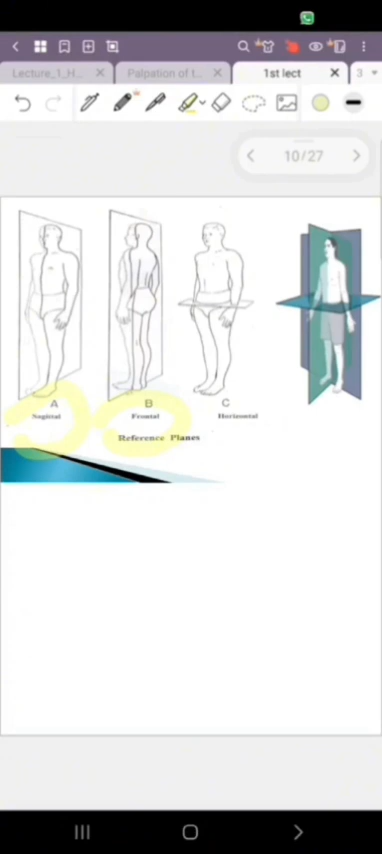 Lecture_1_H...
Palpation of t...
1st lect
3
10/27
A
B
C
Sagittal
Frontal
Horizontal
Reference Planes